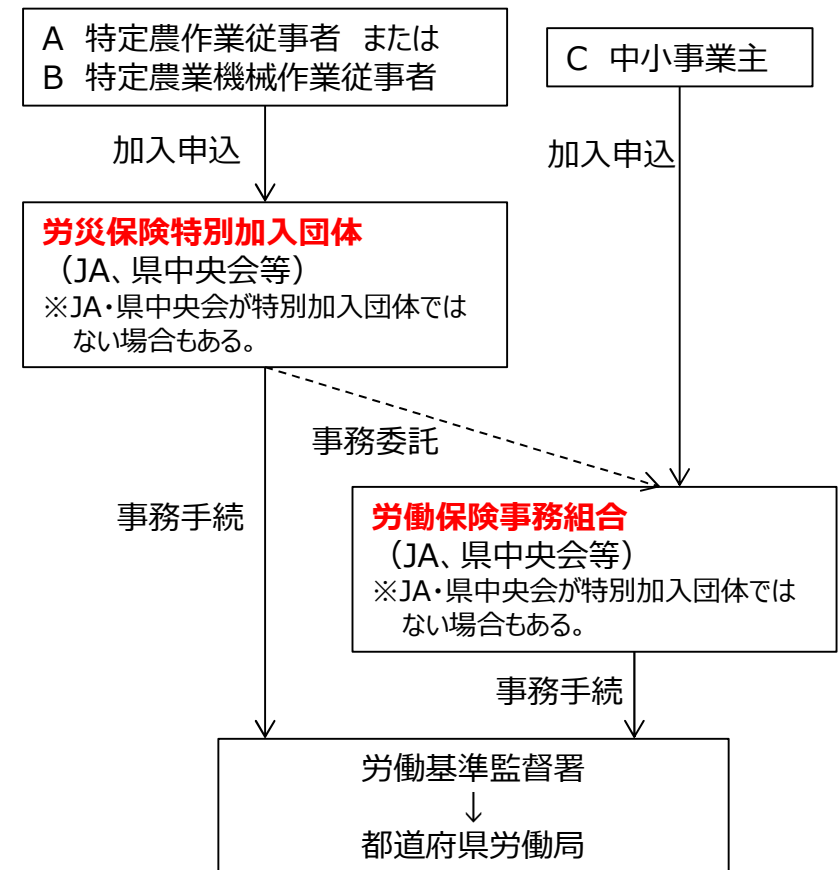 A 特定農作業従事者 または
B 特定農業機械作業従事者
C 中小事業主
加入申込
加入申込
労災保険特別加入団体
（JA、県中央会等）
※JA・県中央会が特別加入団体では
ない場合もある。
事務委託
事務手続
労働保険事務組合
（JA、県中央会等）
※JA・県中央会が特別加入団体では
ない場合もある。
事務手続
労働基準監督署
↓
都道府県労働局